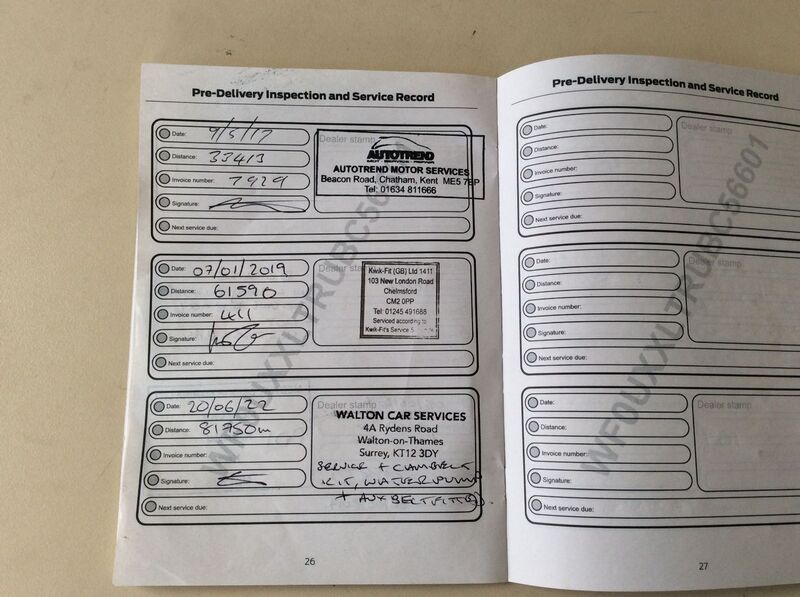 Pre-Delivery Inspection and Service Record
Date: 9/5/17
Distance: 33413
Invoice number: 7929
Signature:
Next service due:
Dealer stamp
AUTOTREND
AUTOTREND MOTOR SERVICES
Beacon Road, Chatham, Kent ME5 7BP
Tel: 01634 811666
Date: 07/01/2019
Distance: 61590
Invoice number: 411
Signature:
Next service due:
Dealer stamp
Kwik-Fit (GB) Ltd 1411
103 New London Road
Chelmsford
CM2 0PP
Tel: 01245 491688
Serviced according to
Kwik-Fit's Service
Date: 20/06/22
Distance: 81750m
Invoice number:
Signature:
Next service due:
Dealer stamp
WALTON CAR SERVICES
4A Rydens Road
Walton-on-Thames
Surrey, KT12 3DY
SERVICE + CAMBELT
KIT, WATER PUMP
+ AUX BELT FITTED.
WF0UXXLTRUBC56601
26
Pre-Delivery Inspection and Service Record
Date:
Distance:
Invoice number:
Signature:
Next service due:
Dealer stamp
Date:
Distance:
Invoice number:
Signature:
Next service due:
Dealer stamp
Date:
Distance:
Invoice number:
Signature:
Next service due:
Dealer stamp
WF0UXXLTRUBC56601
27